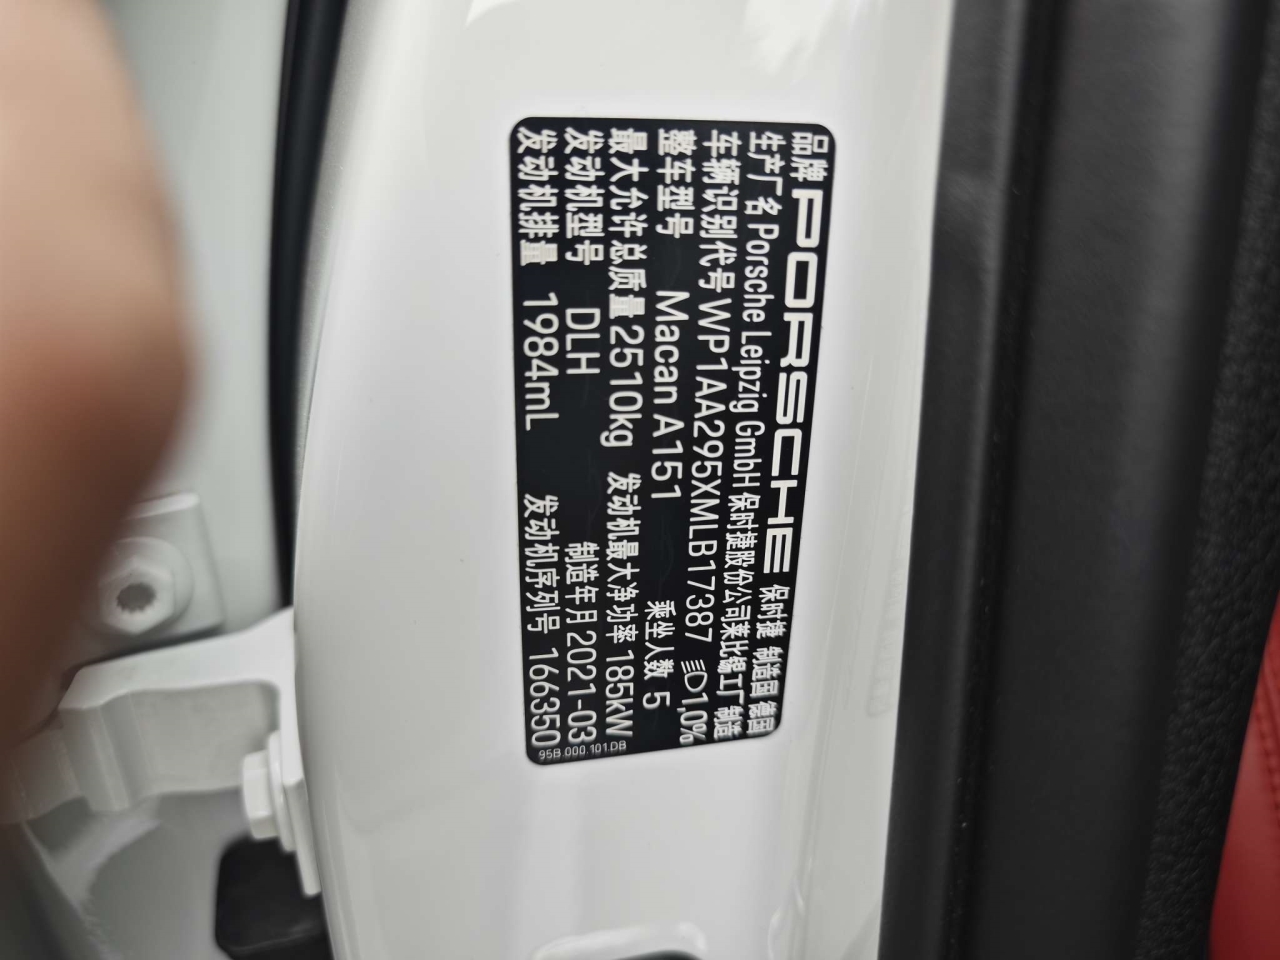 品牌 PORSCHE 保时捷 制造国 德国
生产厂名 Porsche Leipzig GmbH 保时捷股份公司莱比锡工厂 制造
车辆识别代号 WP1AA295XMLB17387 1,0%
整车型号 Macan A151 乘坐人数 5
最大允许总质量 2510kg 发动机最大净功率 185kW
发动机型号 DLH 制造年月 2021-03
发动机排量 1984mL 发动机序列号 166350
95B.000.101.DB